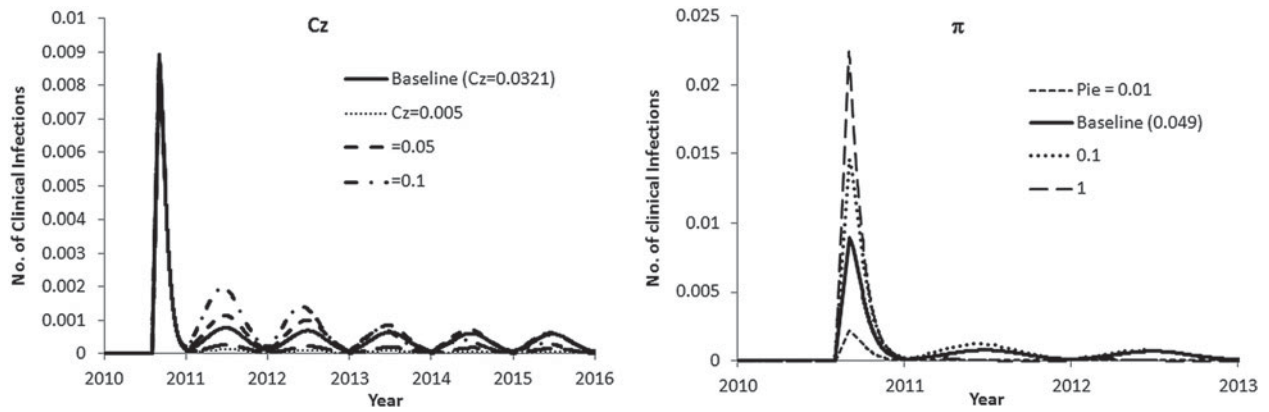 Cz
No. of Clinical Infections
0.01
0.009
0.008
0.007
0.006
0.005
0.004
0.003
0.002
0.001
0
Baseline (Cz=0.0321)
Cz=0.005
=0.05
=0.1
2010 2011 2012 2013 2014 2015 2016
Year
π
No. of clinical Infections
0.025
0.02
0.015
0.01
0.005
0
Pie = 0.01
Baseline (0.049)
0.1
1
2010 2011 2012 2013
Year